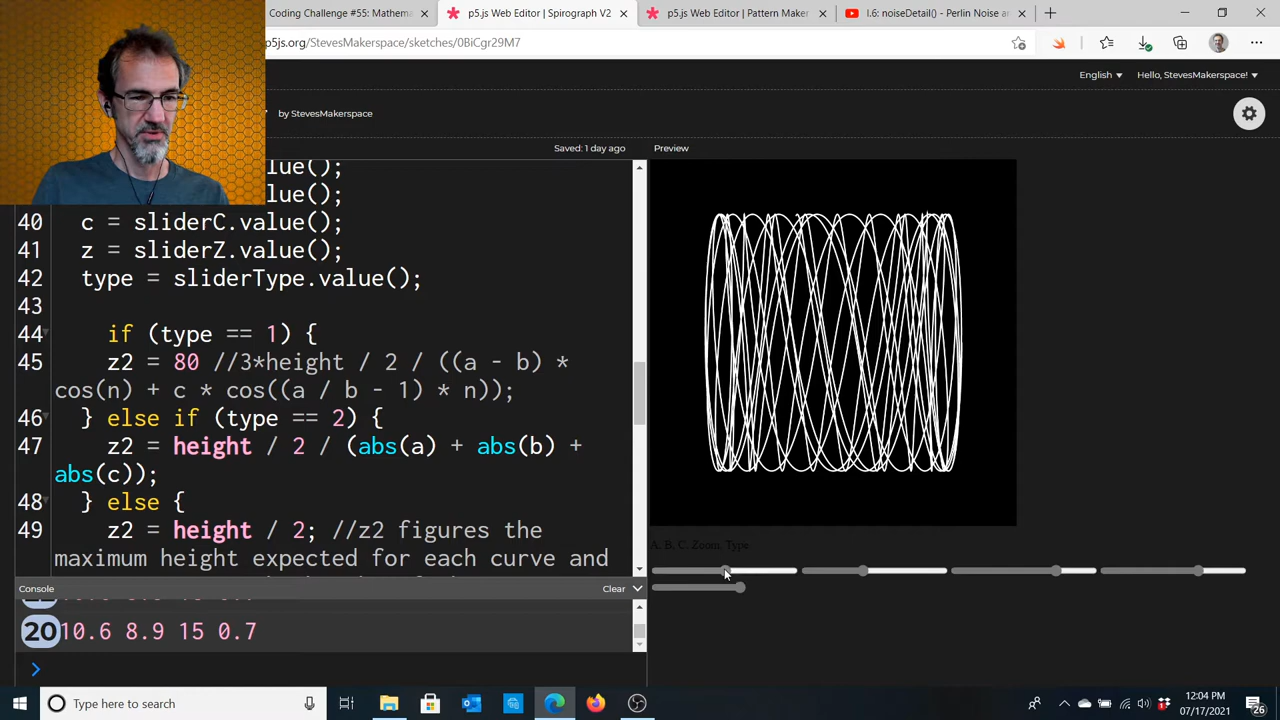 Coding Challenge #55: Mathema
p5.js Web Editor | Spirograph V2
p5.js Web Editor | Pattern Maker
I.6: noiseDetail() - Perlin Noise a
p5js.org/StevesMakerspace/sketches/0BiCgr29M7
English
Hello, StevesMakerspace!
by StevesMakerspace
Saved: 1 day ago
Preview
lue();
lue();
40 c = sliderC.value();
41 z = sliderZ.value();
42 type = sliderType.value();
43
44 if (type == 1) {
45 z2 = 80 //3*height / 2 / ((a - b) *
cos(n) + c * cos((a / b - 1) * n));
46 } else if (type == 2) {
47 z2 = height / 2 / (abs(a) + abs(b) +
abs(c));
48 } else {
49 z2 = height / 2; //z2 figures the
maximum height expected for each curve and
A, B, C, Zoom, Type
Console
Clear
20 10.6 8.9 15 0.7
>
Type here to search
12:04 PM
07/17/2021
26